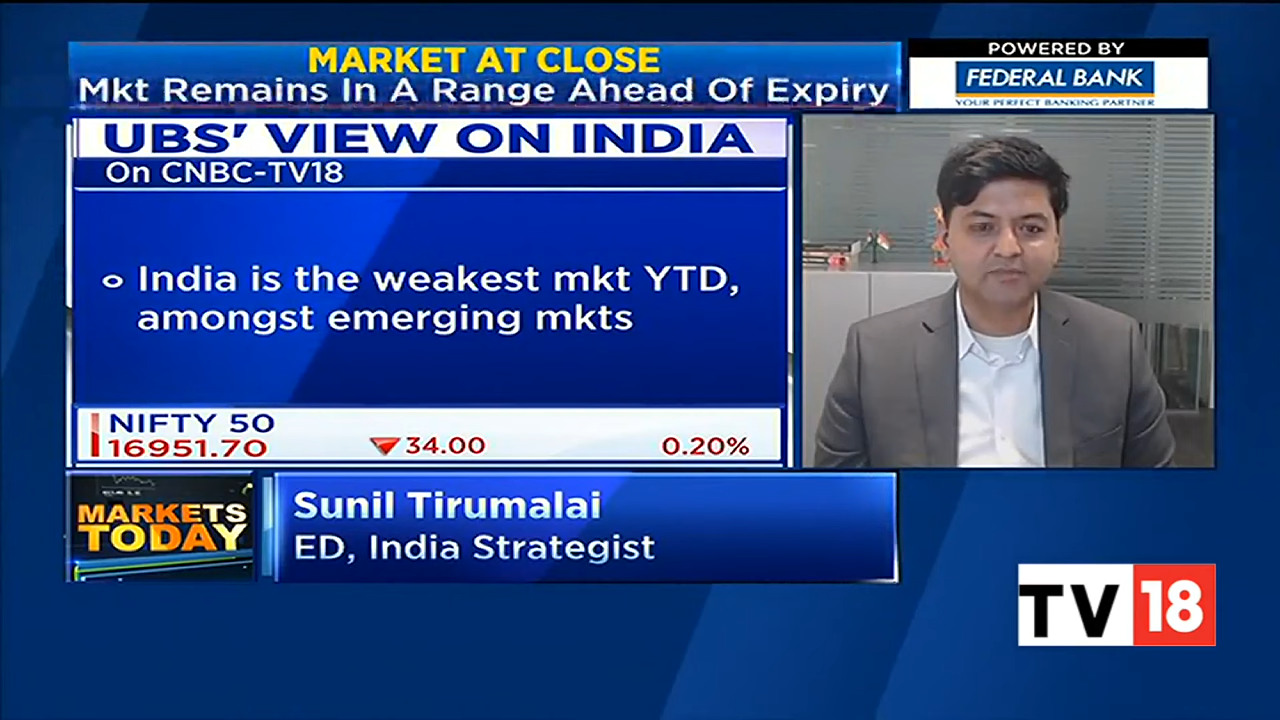 MARKET AT CLOSE
Mkt Remains In A Range Ahead Of Expiry
POWERED BY
FEDERAL BANK
YOUR PERFECT BANKING PARTNER
UBS' VIEW ON INDIA
On CNBC-TV18
India is the weakest mkt YTD,
amongst emerging mkts
NIFTY 50
16951.70 34.00 0.20%
MARKETS
TODAY
Sunil Tirumalai
ED, India Strategist
TV18